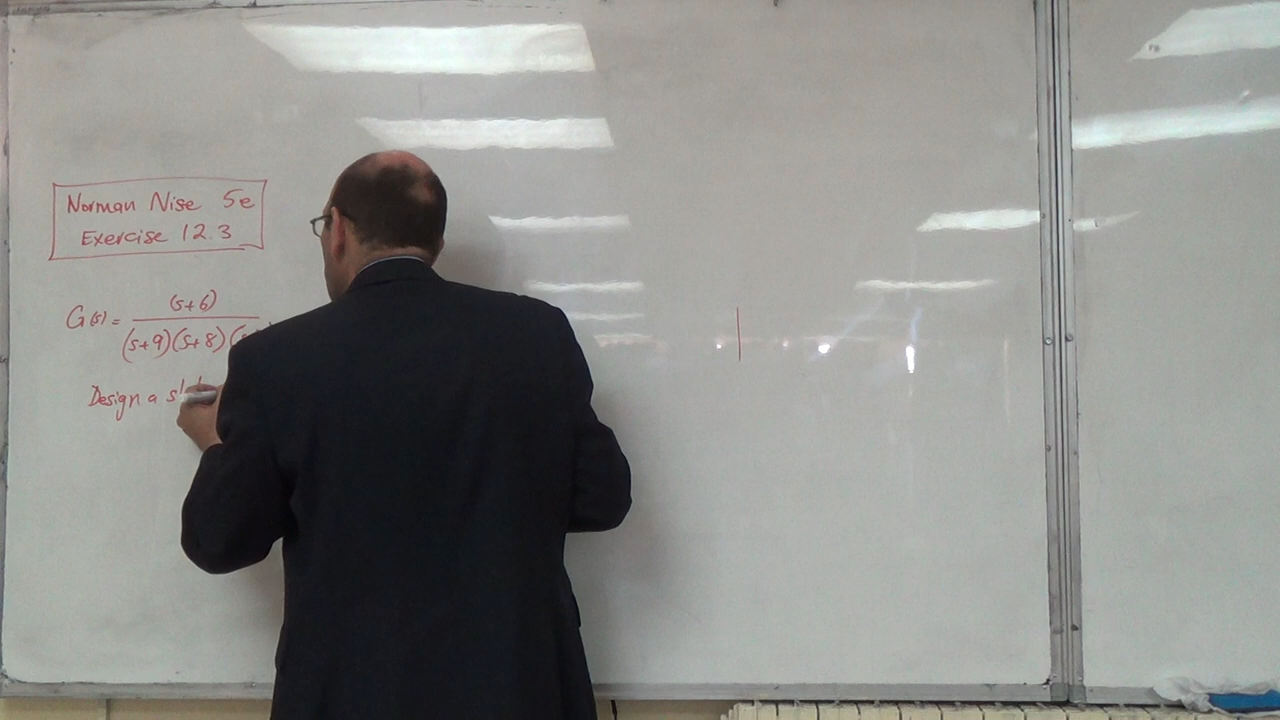 Norman Nise 5e
Exercise 12.3
G(s) = (s+6)
(s+9)(s+8)(s
Design a